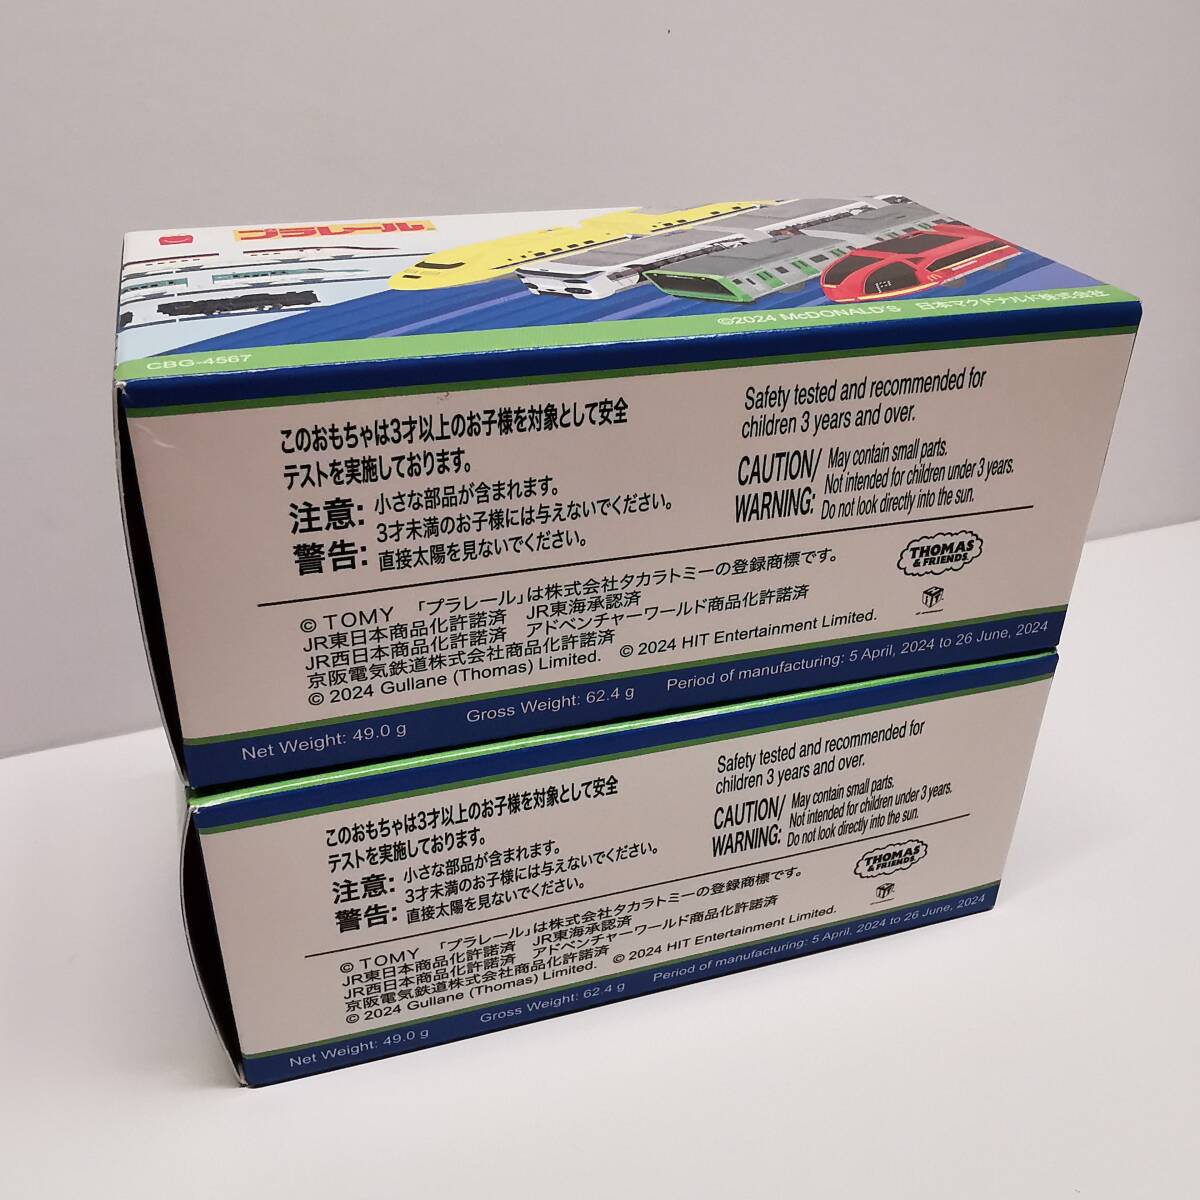 プラレール
CBG-4567
©2024 McDONALD'S 日本マクドナルド株式会社
このおもちゃは3才以上のお子様を対象として安全
テストを実施しております。
注意: 小さな部品が含まれます。
3才未満のお子様には与えないでください。
警告: 直接太陽を見ないでください。
Safety tested and recommended for
children 3 years and over.
CAUTION/
WARNING:
May contain small parts.
Not intended for children under 3 years.
Do not look directly into the sun.
© TOMY 「プラレール」は株式会社タカラトミーの登録商標です。
JR東日本商品化許諾済 JR東海承認済
JR西日本商品化許諾済 アドベンチャーワールド商品化許諾済
京阪電気鉄道株式会社商品化許諾済
© 2024 Gullane (Thomas) Limited. © 2024 HIT Entertainment Limited.
THOMAS
& FRIENDS
Net Weight: 49.0 g Gross Weight: 62.4 g Period of manufacturing: 5 April, 2024 to 26 June, 2024
このおもちゃは3才以上のお子様を対象として安全
テストを実施しております。
注意: 小さな部品が含まれます。
3才未満のお子様には与えないでください。
警告: 直接太陽を見ないでください。
Safety tested and recommended for
children 3 years and over.
CAUTION/
WARNING:
May contain small parts.
Not intended for children under 3 years.
Do not look directly into the sun.
© TOMY 「プラレール」は株式会社タカラトミーの登録商標です。
JR東日本商品化許諾済 JR東海承認済
JR西日本商品化許諾済 アドベンチャーワールド商品化許諾済
京阪電気鉄道株式会社商品化許諾済
© 2024 Gullane (Thomas) Limited. © 2024 HIT Entertainment Limited.
THOMAS
& FRIENDS
Net Weight: 49.0 g Gross Weight: 62.4 g Period of manufacturing: 5 April, 2024 to 26 June, 2024